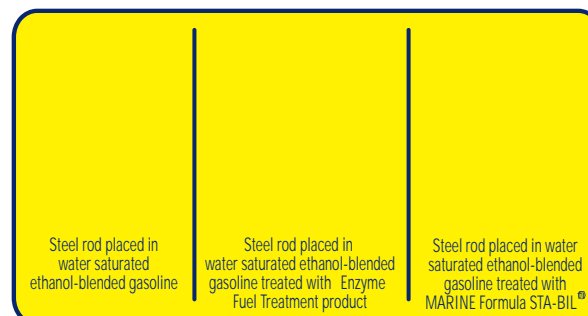 Steel rod placed in
water saturated
ethanol-blended gasoline
Steel rod placed in
water saturated ethanol-blended
gasoline treated with Enzyme
Fuel Treatment product
Steel rod placed in water
saturated ethanol-blended
gasoline treated with
MARINE Formula STA-BIL®